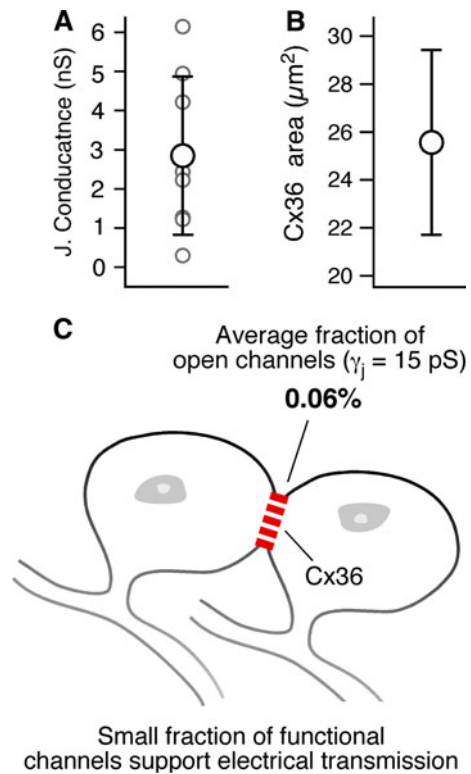 A
J. Conducatnce (nS)
6
5
4
3
2
1
0
B
Cx36 area (µm²)
30
28
26
24
22
20
C
Average fraction of
open channels (γj = 15 pS)
0.06%
Cx36
Small fraction of functional
channels support electrical transmission